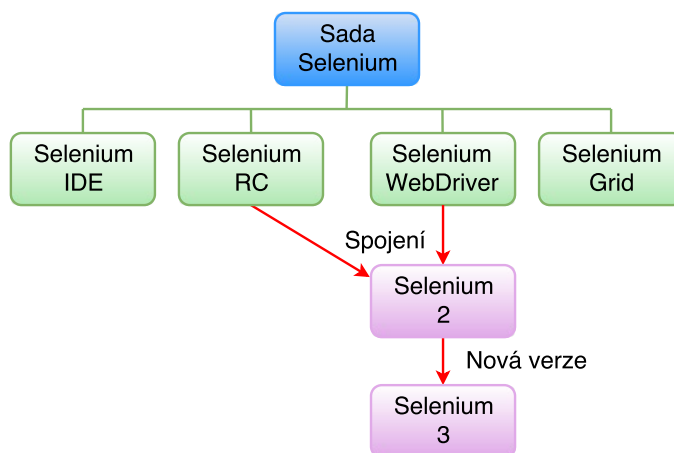 Sada
Selenium
Selenium
IDE
Selenium
RC
Selenium
WebDriver
Selenium
Grid
Spojení
Selenium
2
Nová verze
Selenium
3